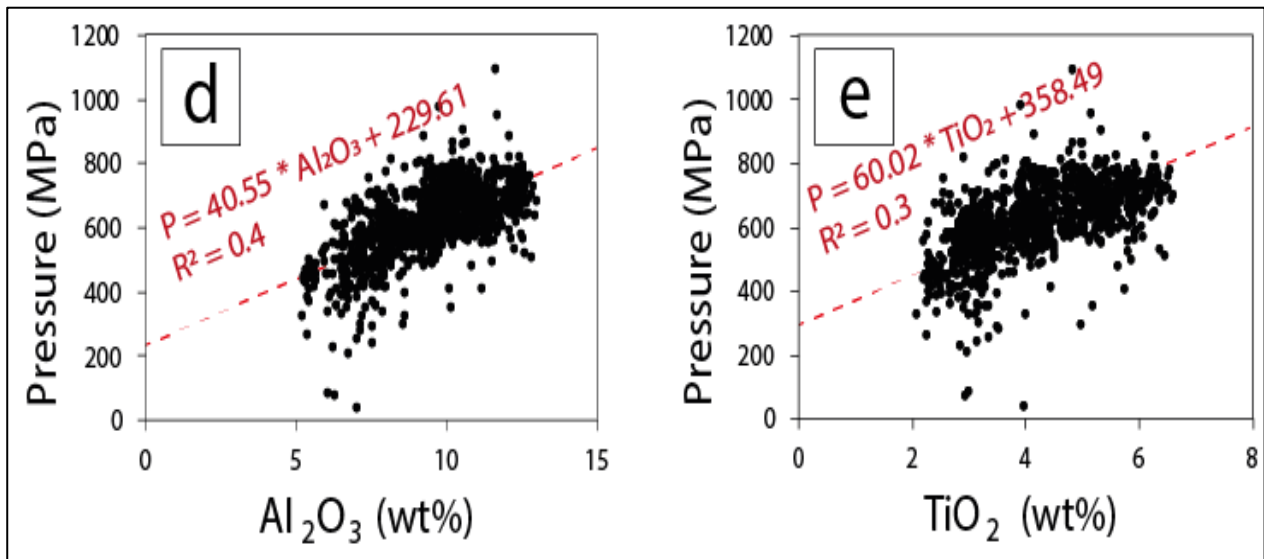 d
P = 40.55 * Al₂O₃ + 229.61
R² = 0.4
Pressure (MPa)
1200
1000
800
600
400
200
0
0 5 10 15
Al₂O₃ (wt%)
e
P = 60.02 * TiO₂ + 358.49
R² = 0.3
Pressure (MPa)
1200
1000
800
600
400
200
0
0 2 4 6 8
TiO₂ (wt%)